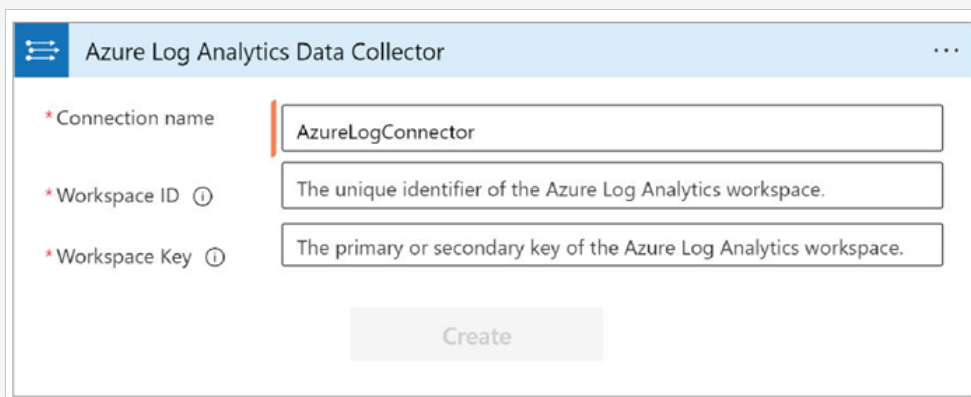 Azure Log Analytics Data Collector ...
* Connection name
AzureLogConnector
* Workspace ID
The unique identifier of the Azure Log Analytics workspace.
* Workspace Key
The primary or secondary key of the Azure Log Analytics workspace.
Create